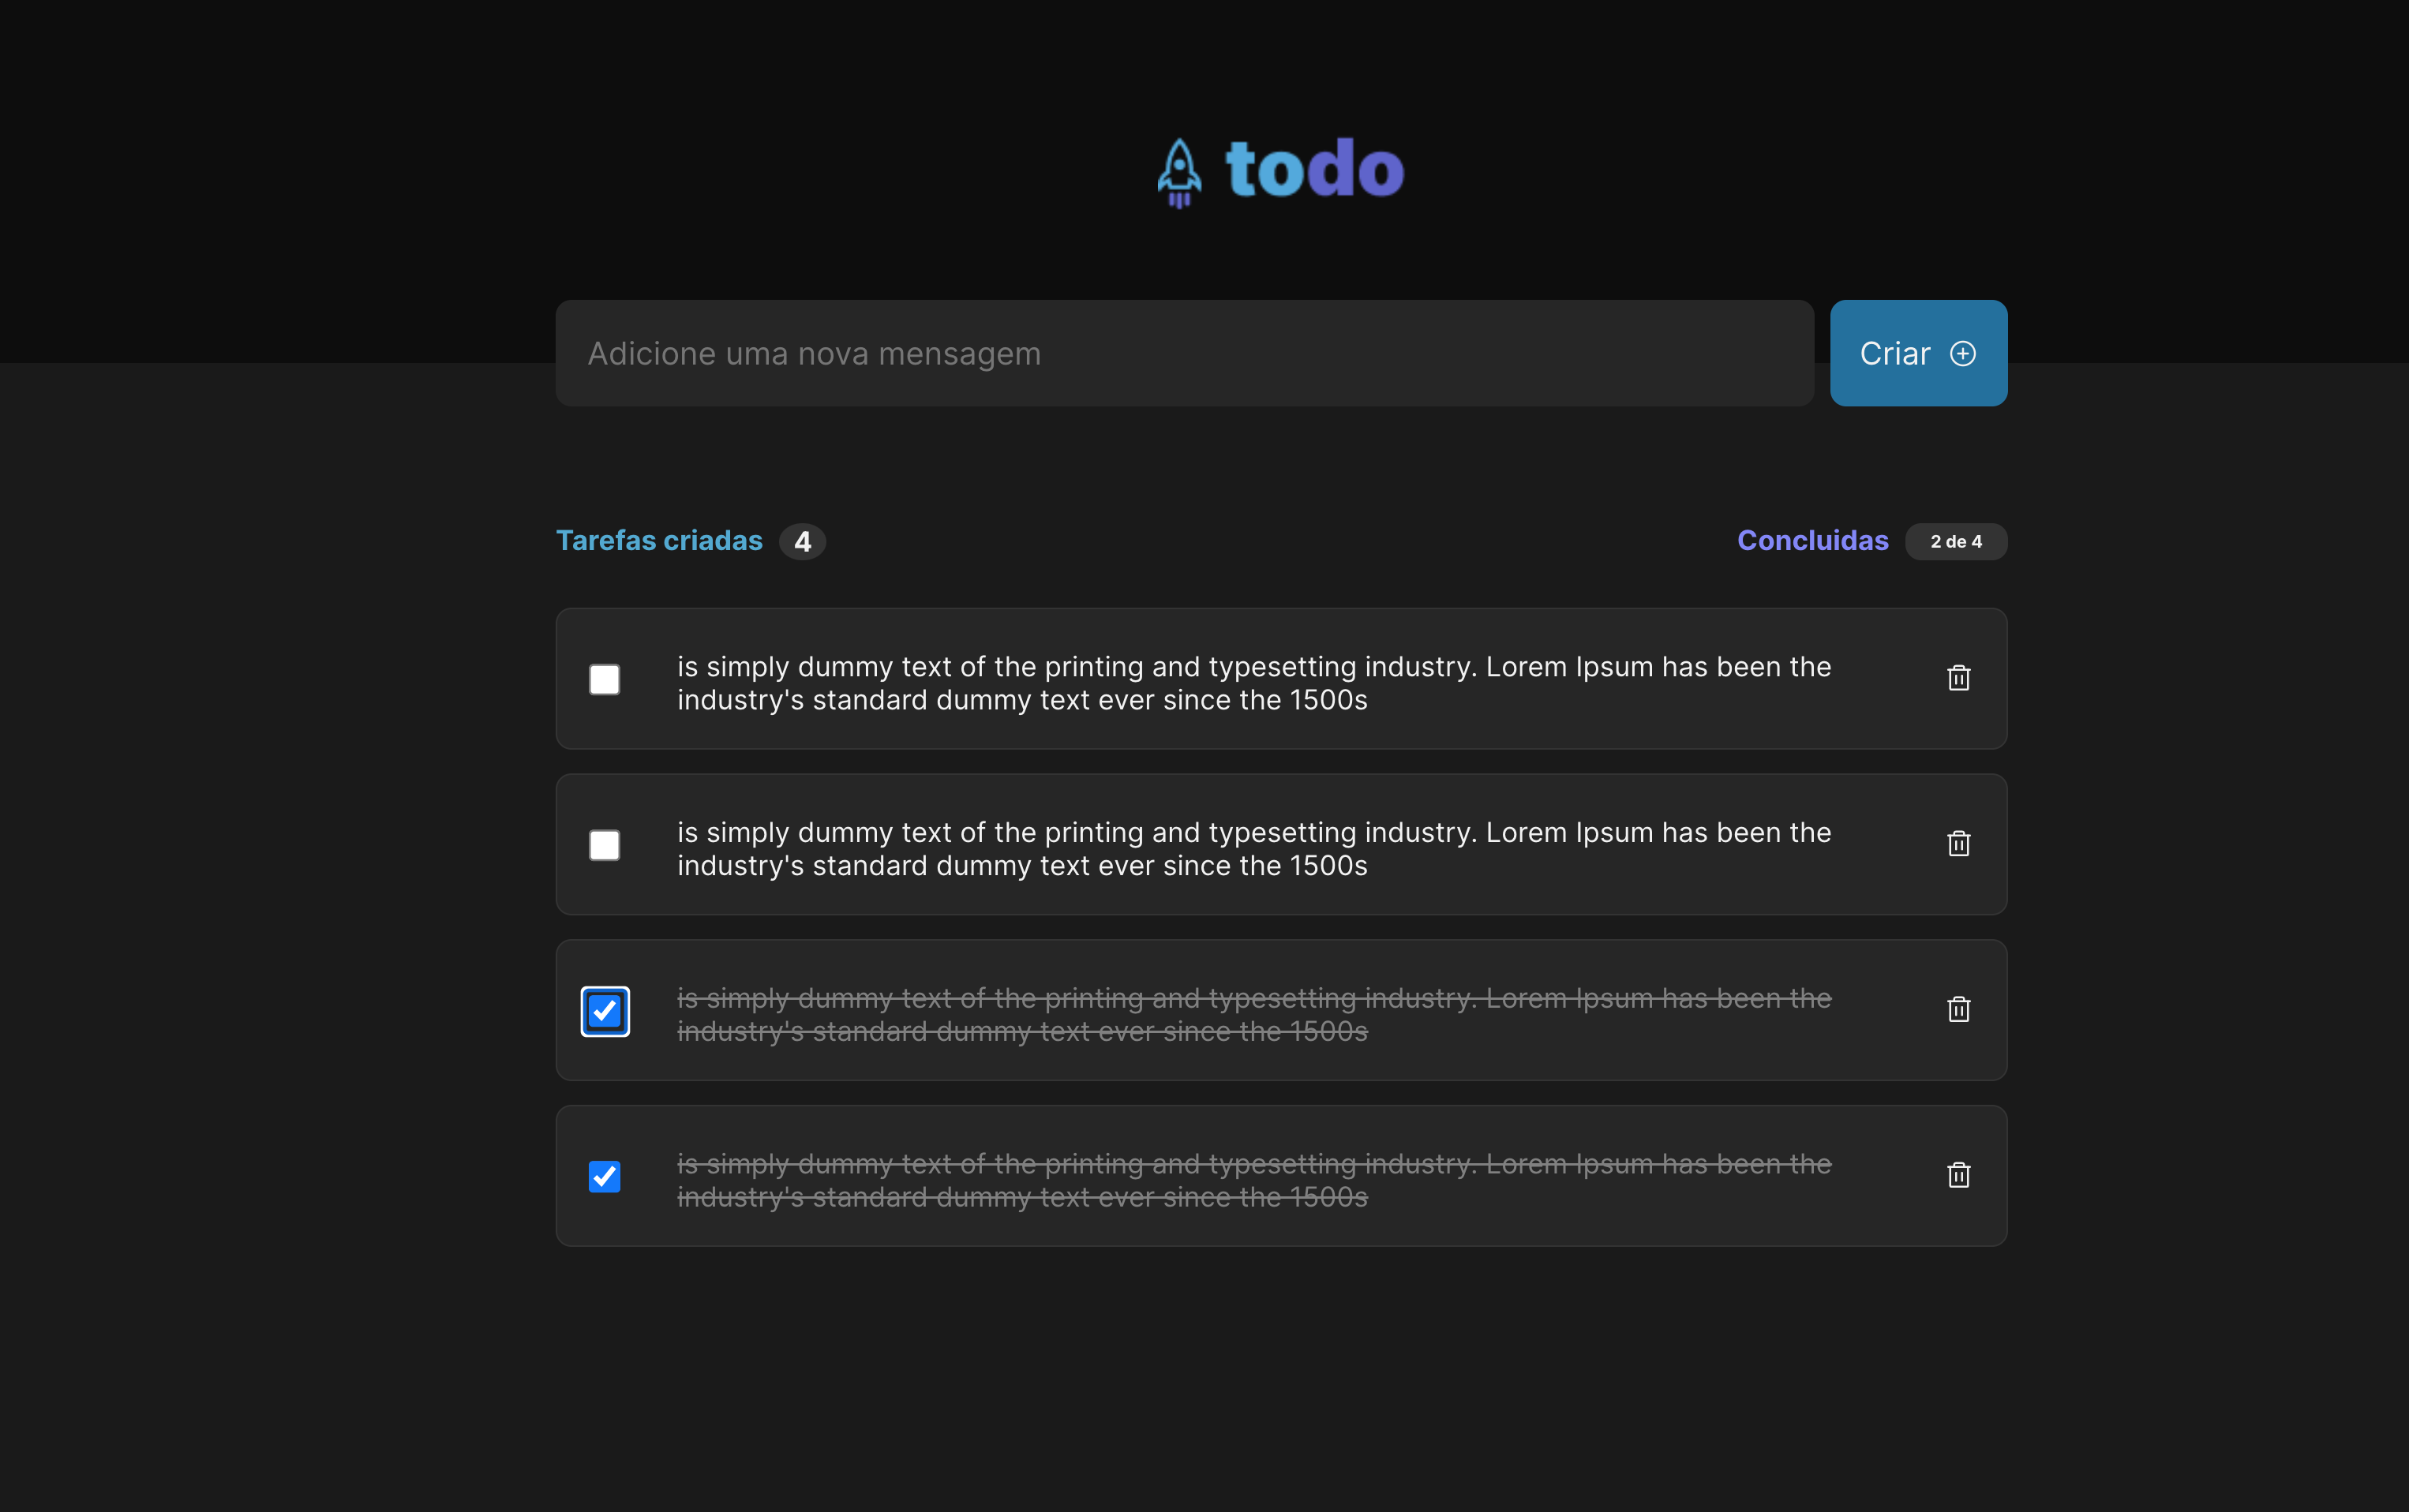 todo
Adicione uma nova mensagem
Criar
Tarefas criadas 4
Concluidas 2 de 4
is simply dummy text of the printing and typesetting industry. Lorem Ipsum has been the
industry's standard dummy text ever since the 1500s
is simply dummy text of the printing and typesetting industry. Lorem Ipsum has been the
industry's standard dummy text ever since the 1500s
is simply dummy text of the printing and typesetting industry. Lorem Ipsum has been the
industry's standard dummy text ever since the 1500s
is simply dummy text of the printing and typesetting industry. Lorem Ipsum has been the
industry's standard dummy text ever since the 1500s